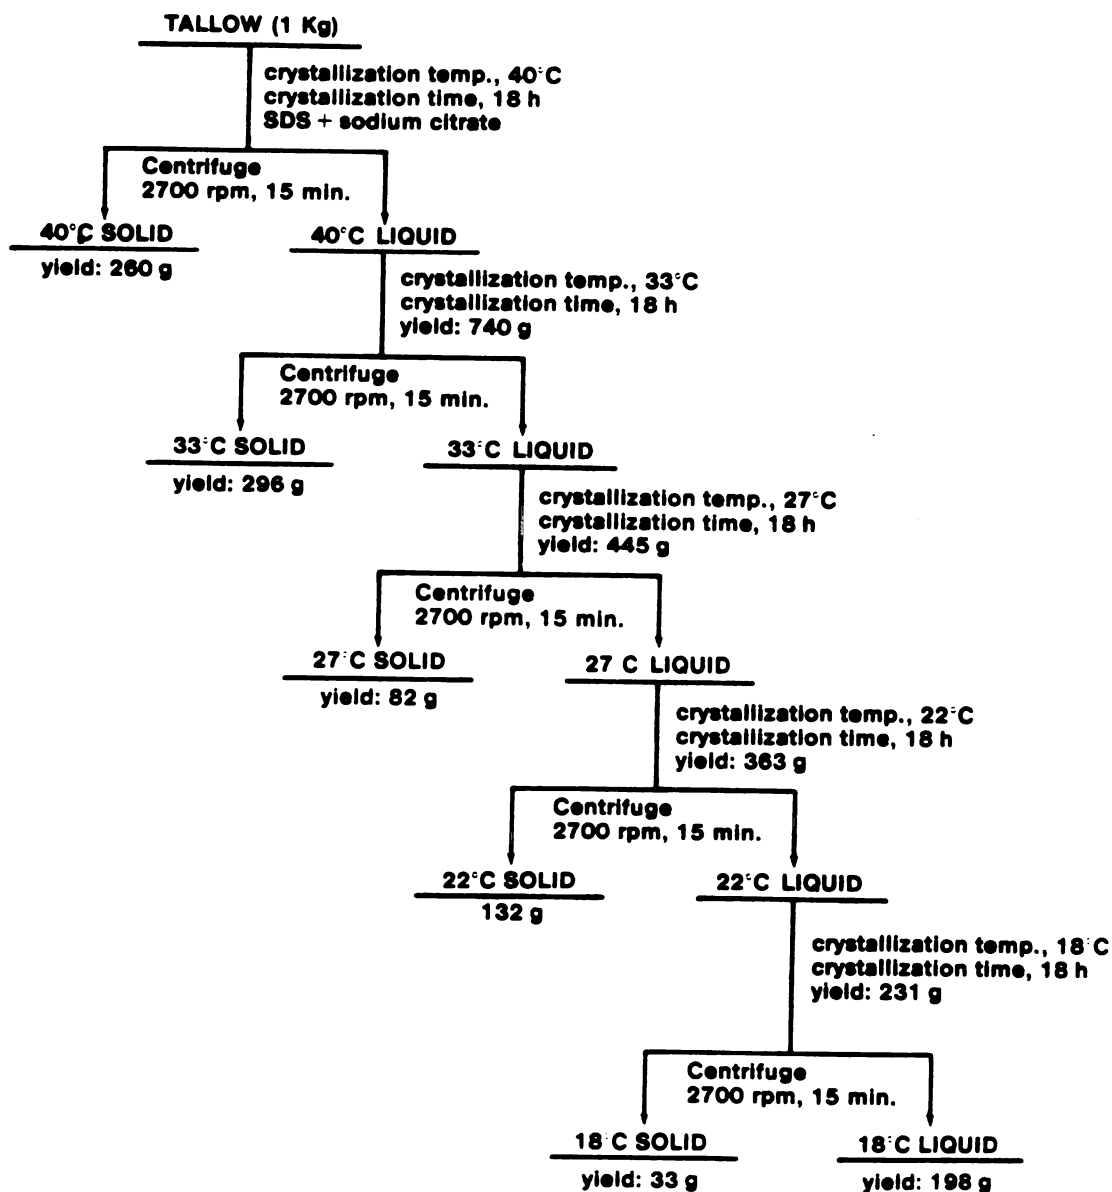 TALLOW (1 Kg)
crystallization temp., 40°C
crystallization time, 18 h
SDS + sodium citrate
Centrifuge
2700 rpm, 15 min.
40°C SOLID
yield: 260 g
40°C LIQUID
crystallization temp., 33°C
crystallization time, 18 h
yield: 740 g
Centrifuge
2700 rpm, 15 min.
33°C SOLID
yield: 296 g
33°C LIQUID
crystallization temp., 27°C
crystallization time, 18 h
yield: 445 g
Centrifuge
2700 rpm, 15 min.
27°C SOLID
yield: 82 g
27 C LIQUID
crystallization temp., 22°C
crystallization time, 18 h
yield: 363 g
Centrifuge
2700 rpm, 15 min.
22°C SOLID
132 g
22°C LIQUID
crystallization temp., 18°C
crystallization time, 18 h
yield: 231 g
Centrifuge
2700 rpm, 15 min.
18°C SOLID
yield: 33 g
18°C LIQUID
yield: 198 g